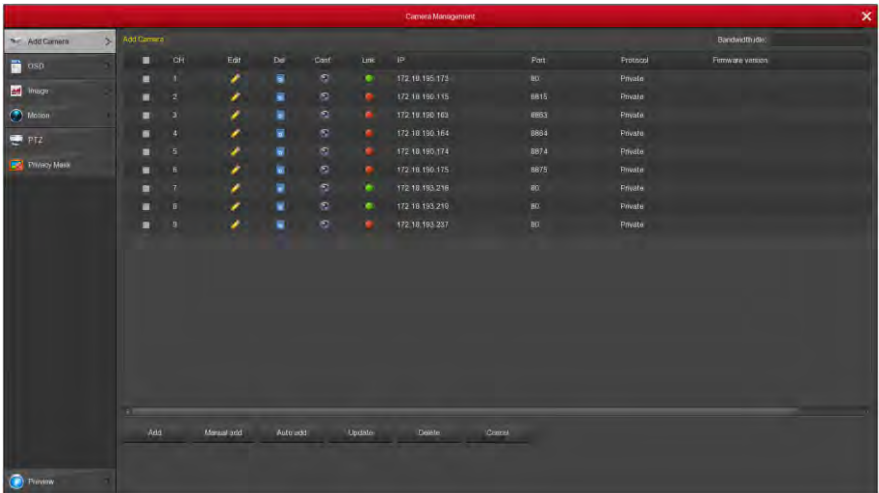 Camera Management
Add Camera
OSD
Image
Motion
PTZ
Privacy Mask
Preview
Add Camera
CH Edit Del Conf Link IP Port Protocol Firmware version
1 172.18.195.173 80 Private
2 172.18.190.115 8815 Private
3 172.18.190.163 8863 Private
4 172.18.190.164 8864 Private
5 172.18.190.174 8874 Private
6 172.18.190.175 8875 Private
7 172.18.193.218 80 Private
8 172.18.193.219 80 Private
9 172.18.193.237 80 Private
Add Manual add Auto add Update Delete Cancel